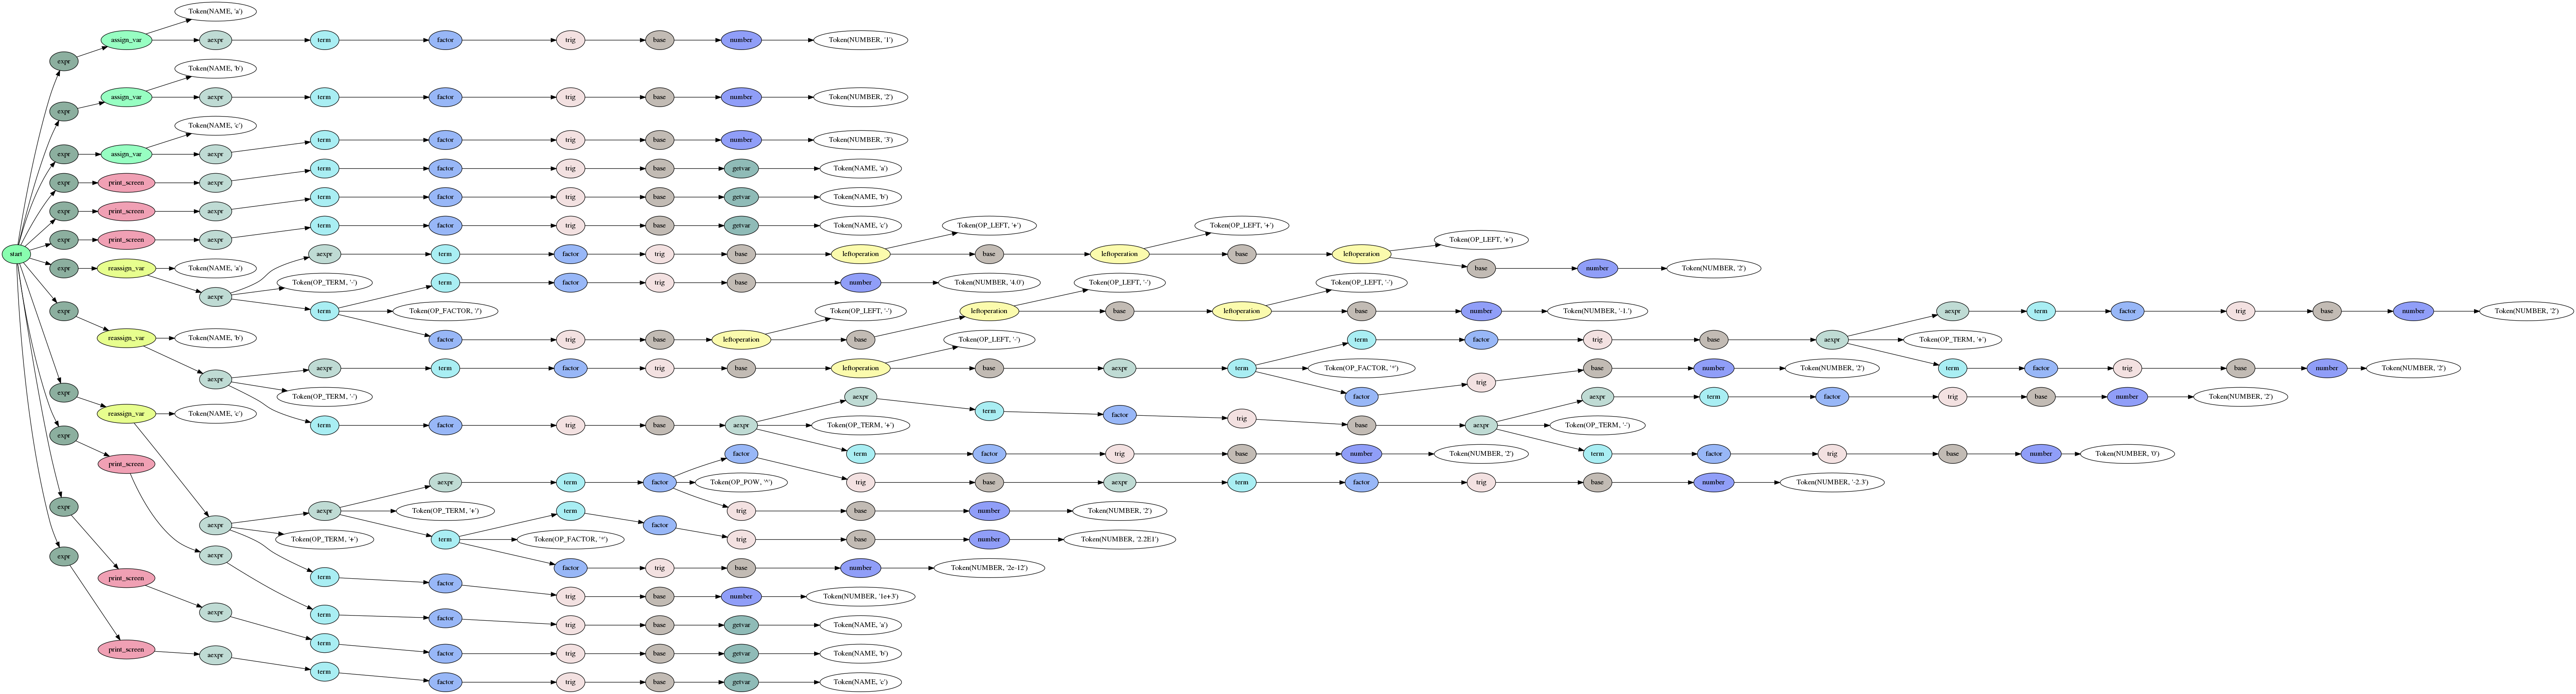 Token(NAME, 'a')
assign_var aexpr term factor trig base number Token(NUMBER, '1')
expr
Token(NAME, 'b')
assign_var aexpr term factor trig base number Token(NUMBER, '2')
expr
Token(NAME, 'c')
term factor trig base number Token(NUMBER, '3')
expr assign_var aexpr
term factor trig base getvar Token(NAME, 'a')
expr print_screen aexpr
term factor trig base getvar Token(NAME, 'b')
expr print_screen aexpr
term factor trig base getvar Token(NAME, 'c') Token(OP_LEFT, '+') Token(OP_LEFT, '+')
expr print_screen aexpr Token(OP_LEFT, '+')
start aexpr term factor trig base leftoperation base leftoperation base leftoperation
expr reassign_var Token(NAME, 'a') base number Token(NUMBER, '2')
Token(OP_TERM, '-') term factor trig base number Token(NUMBER, '4.0') Token(OP_LEFT, '-') Token(OP_LEFT, '-')
aexpr
expr term Token(OP_FACTOR, '/') Token(OP_LEFT, '-') leftoperation base leftoperation base number Token(NUMBER, '-1.') aexpr term factor trig base number Token(NUMBER, '2')
reassign_var Token(NAME, 'b') factor trig base leftoperation base Token(OP_LEFT, '-') term factor trig base aexpr Token(OP_TERM, '+')
aexpr term factor trig base leftoperation base aexpr term Token(OP_FACTOR, '*') base number Token(NUMBER, '2') term factor trig base number Token(NUMBER, '2')
aexpr trig
expr Token(OP_TERM, '-') aexpr factor aexpr term factor trig base number Token(NUMBER, '2')
reassign_var Token(NAME, 'c') term factor trig
term factor trig base aexpr Token(OP_TERM, '+') base aexpr Token(OP_TERM, '-')
expr
factor term factor trig base number Token(NUMBER, '2') term factor trig base number Token(NUMBER, '0')
print_screen
aexpr term factor Token(OP_POW, '^') trig base aexpr term factor trig base number Token(NUMBER, '-2.3')
expr aexpr Token(OP_TERM, '+') term trig base number Token(NUMBER, '2')
aexpr factor
Token(OP_TERM, '+') term Token(OP_FACTOR, '*') trig base number Token(NUMBER, '2.2E1')
expr aexpr
factor trig base number Token(NUMBER, '2e-12')
print_screen term factor
trig base number Token(NUMBER, '1e+3')
aexpr term factor
trig base getvar Token(NAME, 'a')
print_screen aexpr term factor trig base getvar Token(NAME, 'b')
term factor trig base getvar Token(NAME, 'c')